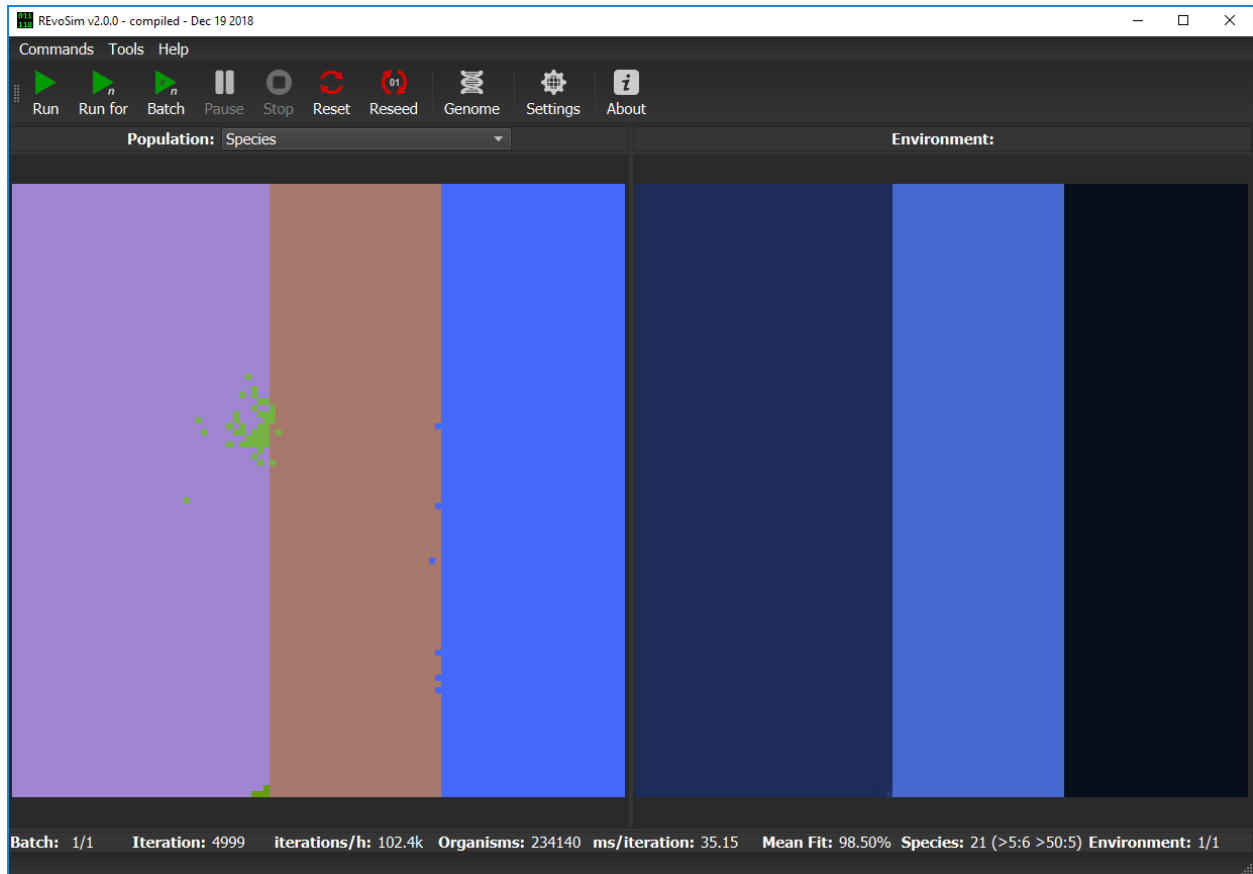 REvoSim v2.0.0 - compiled - Dec 19 2018
Commands Tools Help
Run Run for Batch Pause Stop Reset Reseed Genome Settings About
Population: Species Environment:
Batch: 1/1 Iteration: 4999 iterations/h: 102.4k Organisms: 234140 ms/iteration: 35.15 Mean Fit: 98.50% Species: 21 (>5:6 >50:5) Environment: 1/1